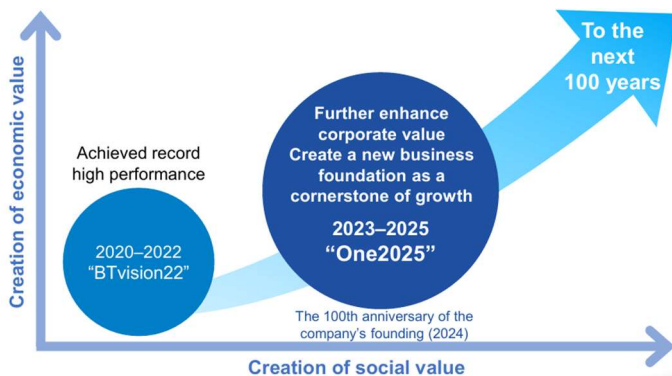 To the
next
100 years
Further enhance
corporate value
Create a new business
foundation as a
cornerstone of growth
2023–2025
“One2025”
Achieved record
high performance
2020–2022
“BTvision22”
The 100th anniversary of the
company’s founding (2024)
Creation of economic value
Creation of social value